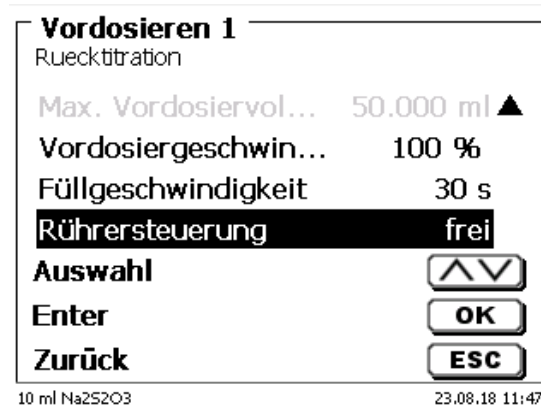 Vordosieren 1
Ruecktitration
Max. Vordosiervol... 50.000 ml
Vordosiergeschwin... 100 %
Füllgeschwindigkeit 30 s
Rührersteuerung frei
Auswahl
Enter OK
Zurück ESC
10 ml Na2S2O3 23.08.18 11:47